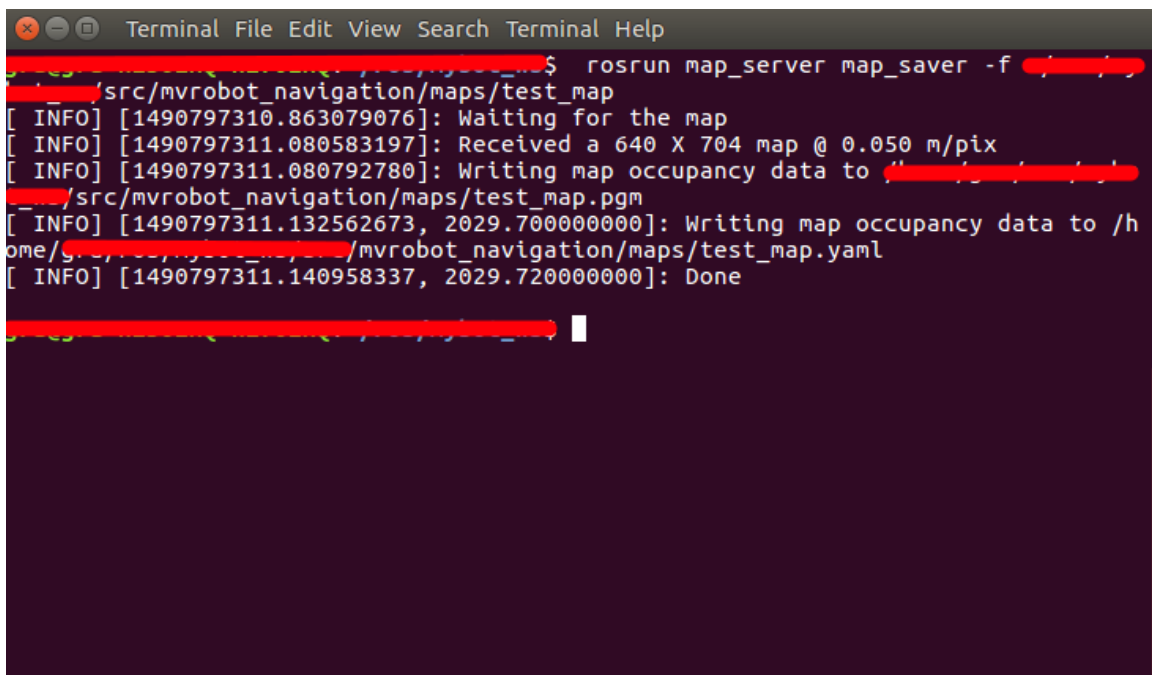 Terminal File Edit View Search Terminal Help
$ rosrun map_server map_saver -f
/src/mvrobot_navigation/maps/test_map
[ INFO] [1490797310.863079076]: Waiting for the map
[ INFO] [1490797311.080583197]: Received a 640 X 704 map @ 0.050 m/pix
[ INFO] [1490797311.080792780]: Writing map occupancy data to
/src/mvrobot_navigation/maps/test_map.pgm
[ INFO] [1490797311.132562673, 2029.700000000]: Writing map occupancy data to /h
ome/ /mvrobot_navigation/maps/test_map.yaml
[ INFO] [1490797311.140958337, 2029.720000000]: Done
$